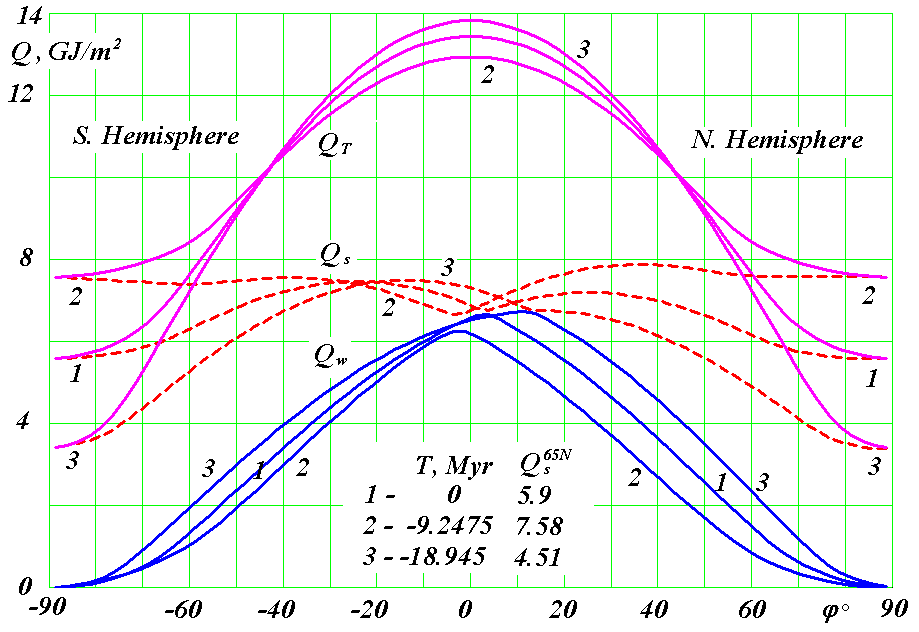 14
Q , GJ/m²
12
8
4
0
S. Hemisphere
N. Hemisphere
Q_T
3
2
Q_s
3
2
2
2
1
1
3
3
Q_w
3
1
2
2
1
3
T, Myr Q_s^65N
1 - 0 5.9
2 - -9.2475 7.58
3 - -18.945 4.51
-90 -60 -40 -20 0 20 40 60 φ° 90